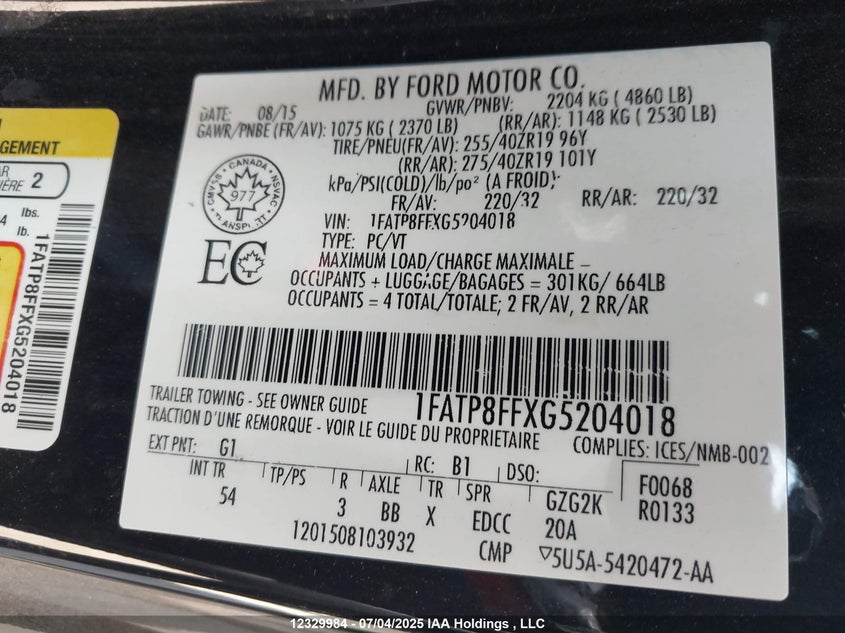 MFD. BY FORD MOTOR CO.
DATE: 08/15 GVWR/PNBV: 2204 KG ( 4860 LB)
GAWR/PNBE (FR/AV): 1075 KG ( 2370 LB) (RR/AR): 1148 KG ( 2530 LB)
TIRE/PNEU(FR/AV): 255/40ZR19 96Y
(RR/AR): 275/40ZR19 101Y
kPa/PSI(COLD)/lb/po² (A FROID):
FR/AV: 220/32 RR/AR: 220/32
VIN: 1FATP8FFXG5204018
TYPE: PC/VT
MAXIMUM LOAD/CHARGE MAXIMALE –
OCCUPANTS + LUGGAGE/BAGAGES = 301KG/ 664LB
OCCUPANTS = 4 TOTAL/TOTALE; 2 FR/AV, 2 RR/AR
CANADA
977
EC
TRAILER TOWING - SEE OWNER GUIDE
1FATP8FFXG5204018
TRACTION D'UNE REMORQUE - VOIR LE GUIDE DU PROPRIETAIRE
COMPLIES: ICES/NMB-002
EXT PNT: G1 RC: B1 DSO: F0068
INT TR TP/PS R AXLE TR SPR GZG2K R0133
54 3 BB X EDCC 20A
1201508103932 CMP ▽5U5A-5420472-AA
GEMENT
AR
IÈRE 2
lbs.
lb.
1FATP8FFXG5204018
12329984 - 07/04/2025 IAA Holdings , LLC